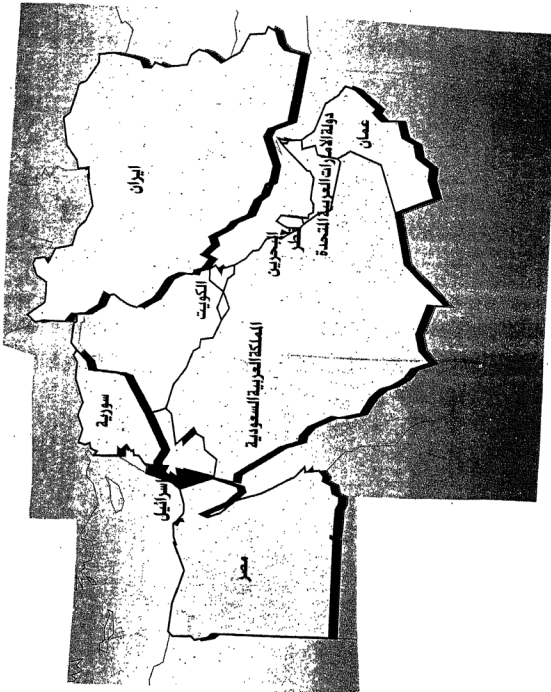 ايران
سورية
اسرائيل
مصر
الكويت
المملكة العربية السعودية
البحرين
قطر
دولة الامارات العربية المتحدة
عمان